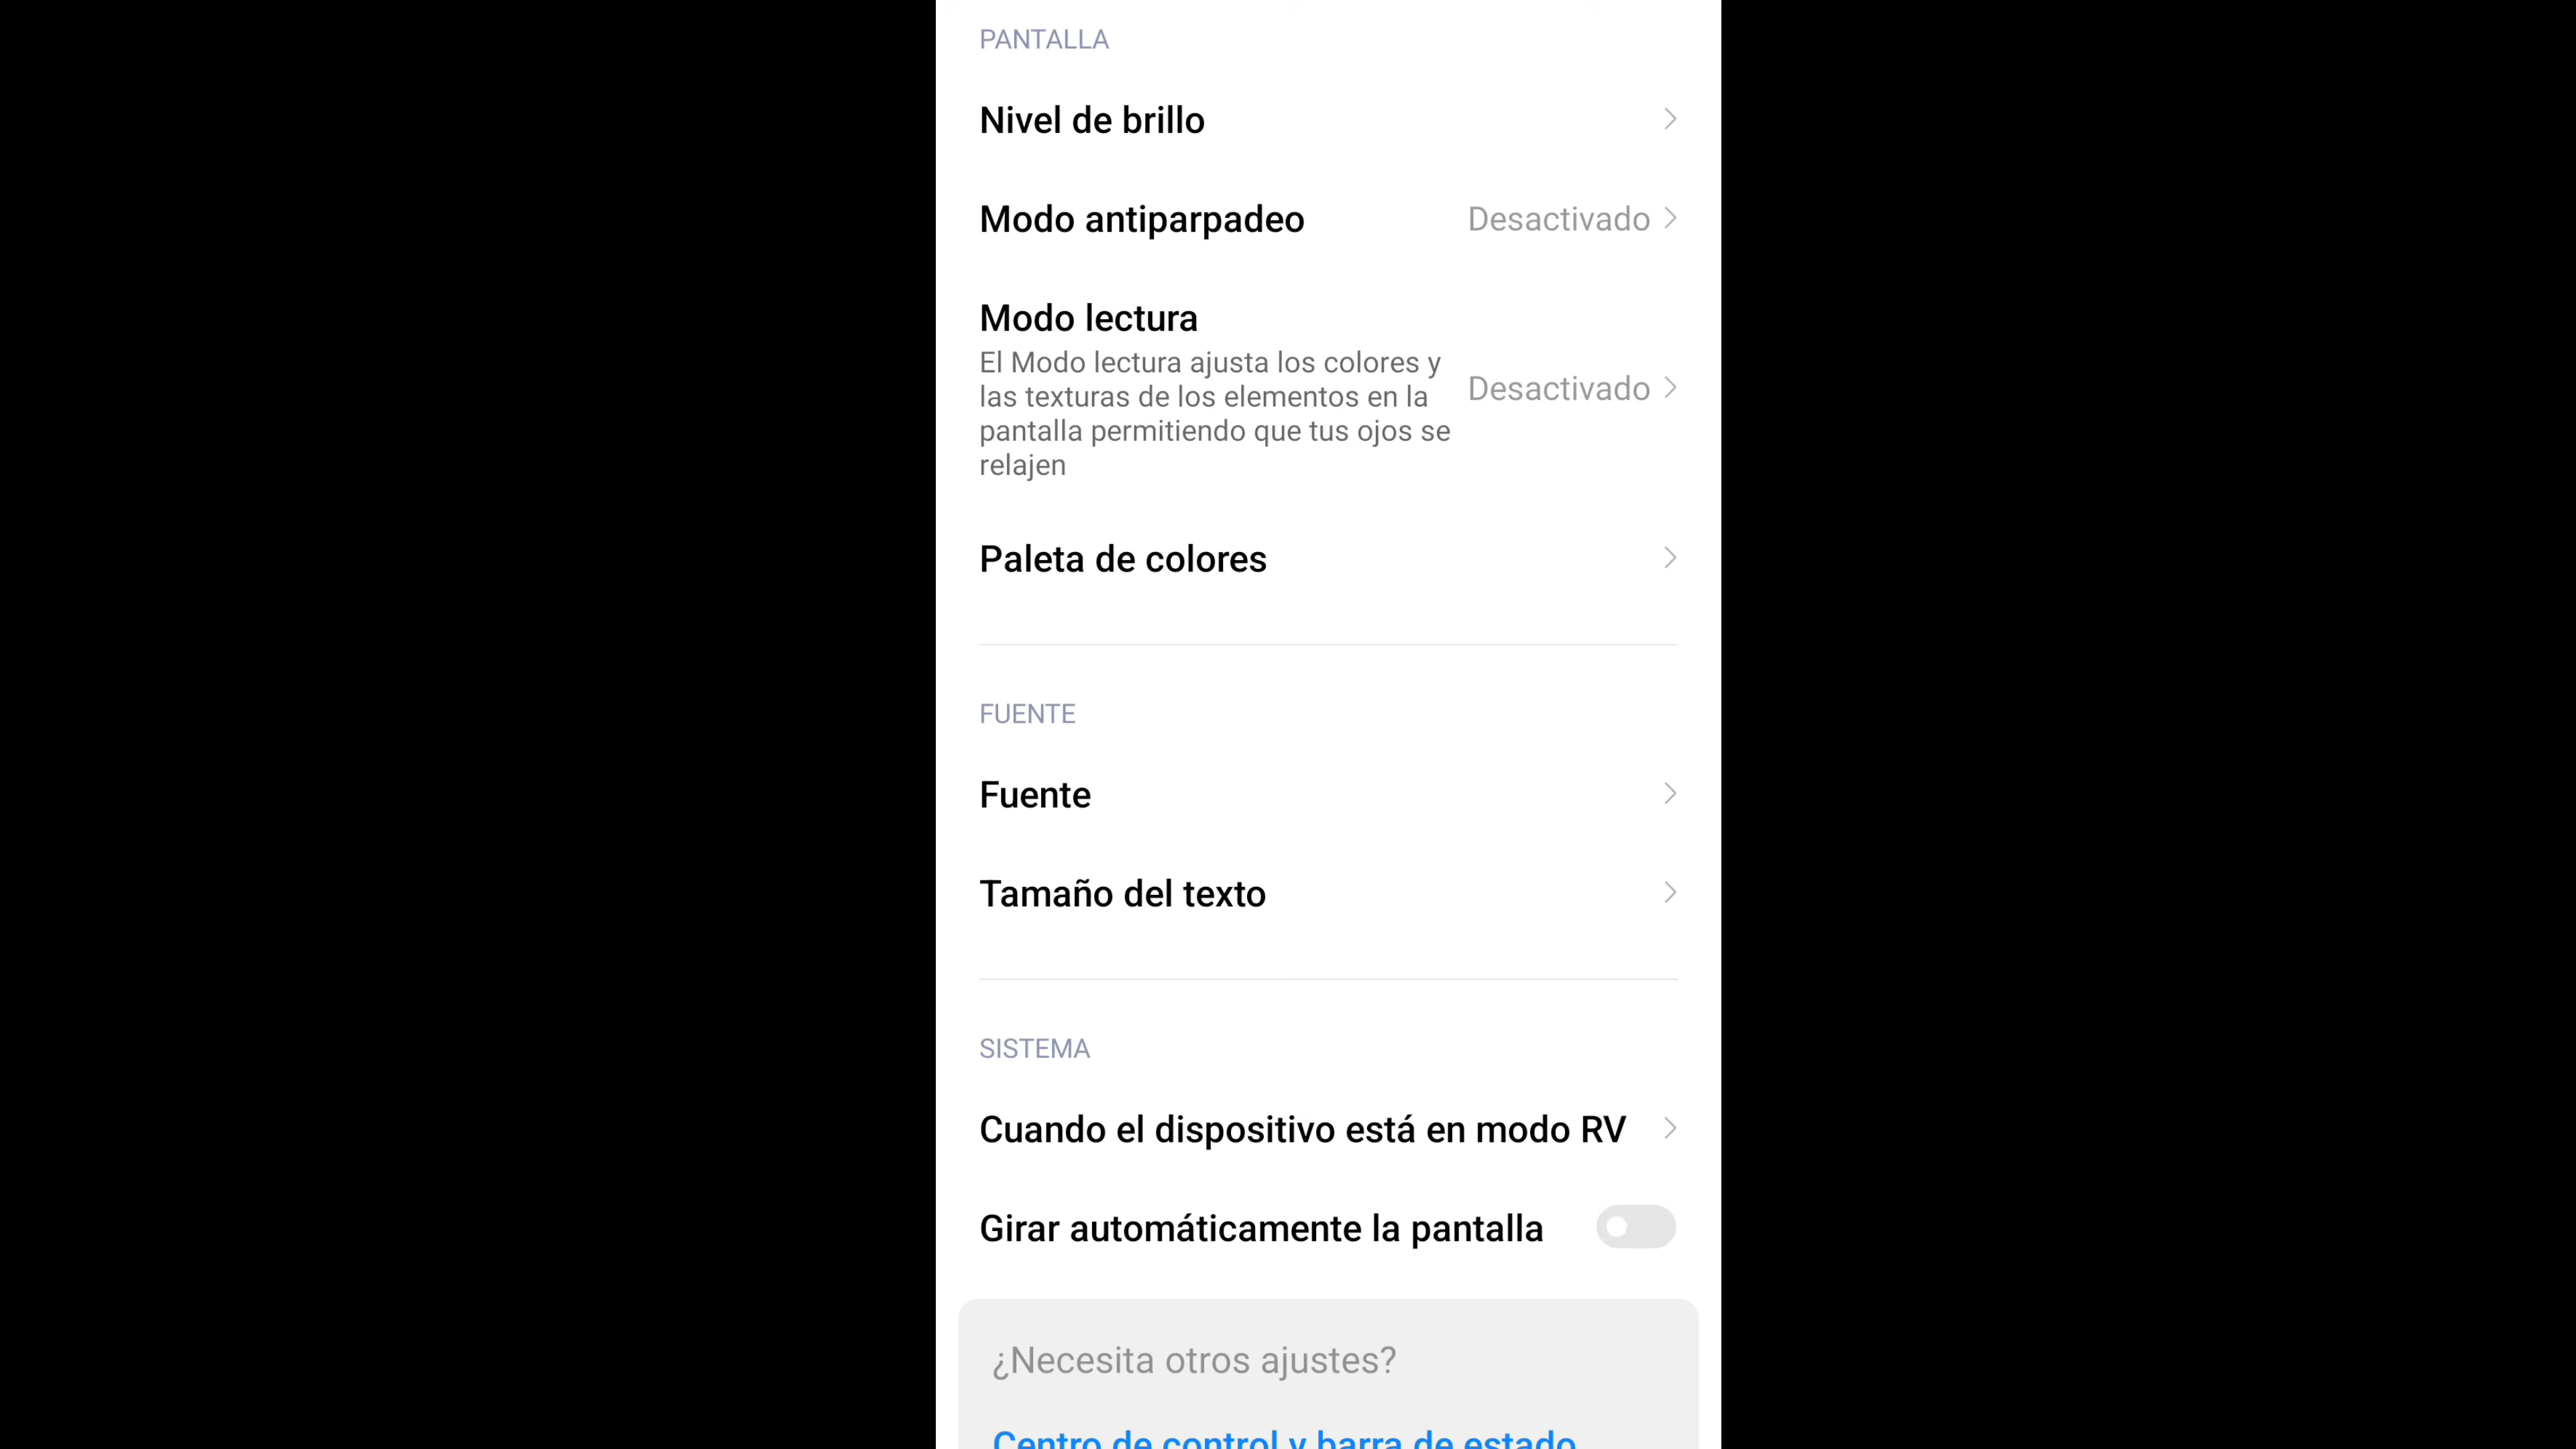 PANTALLA
Nivel de brillo
Modo antiparpadeo
Desactivado
Modo lectura
El Modo lectura ajusta los colores y
las texturas de los elementos en la
pantalla permitiendo que tus ojos se
relajen
Desactivado
Paleta de colores
FUENTE
Fuente
Tamaño del texto
SISTEMA
Cuando el dispositivo está en modo RV
Girar automáticamente la pantalla
¿Necesita otros ajustes?
Centro de control y barra de estado